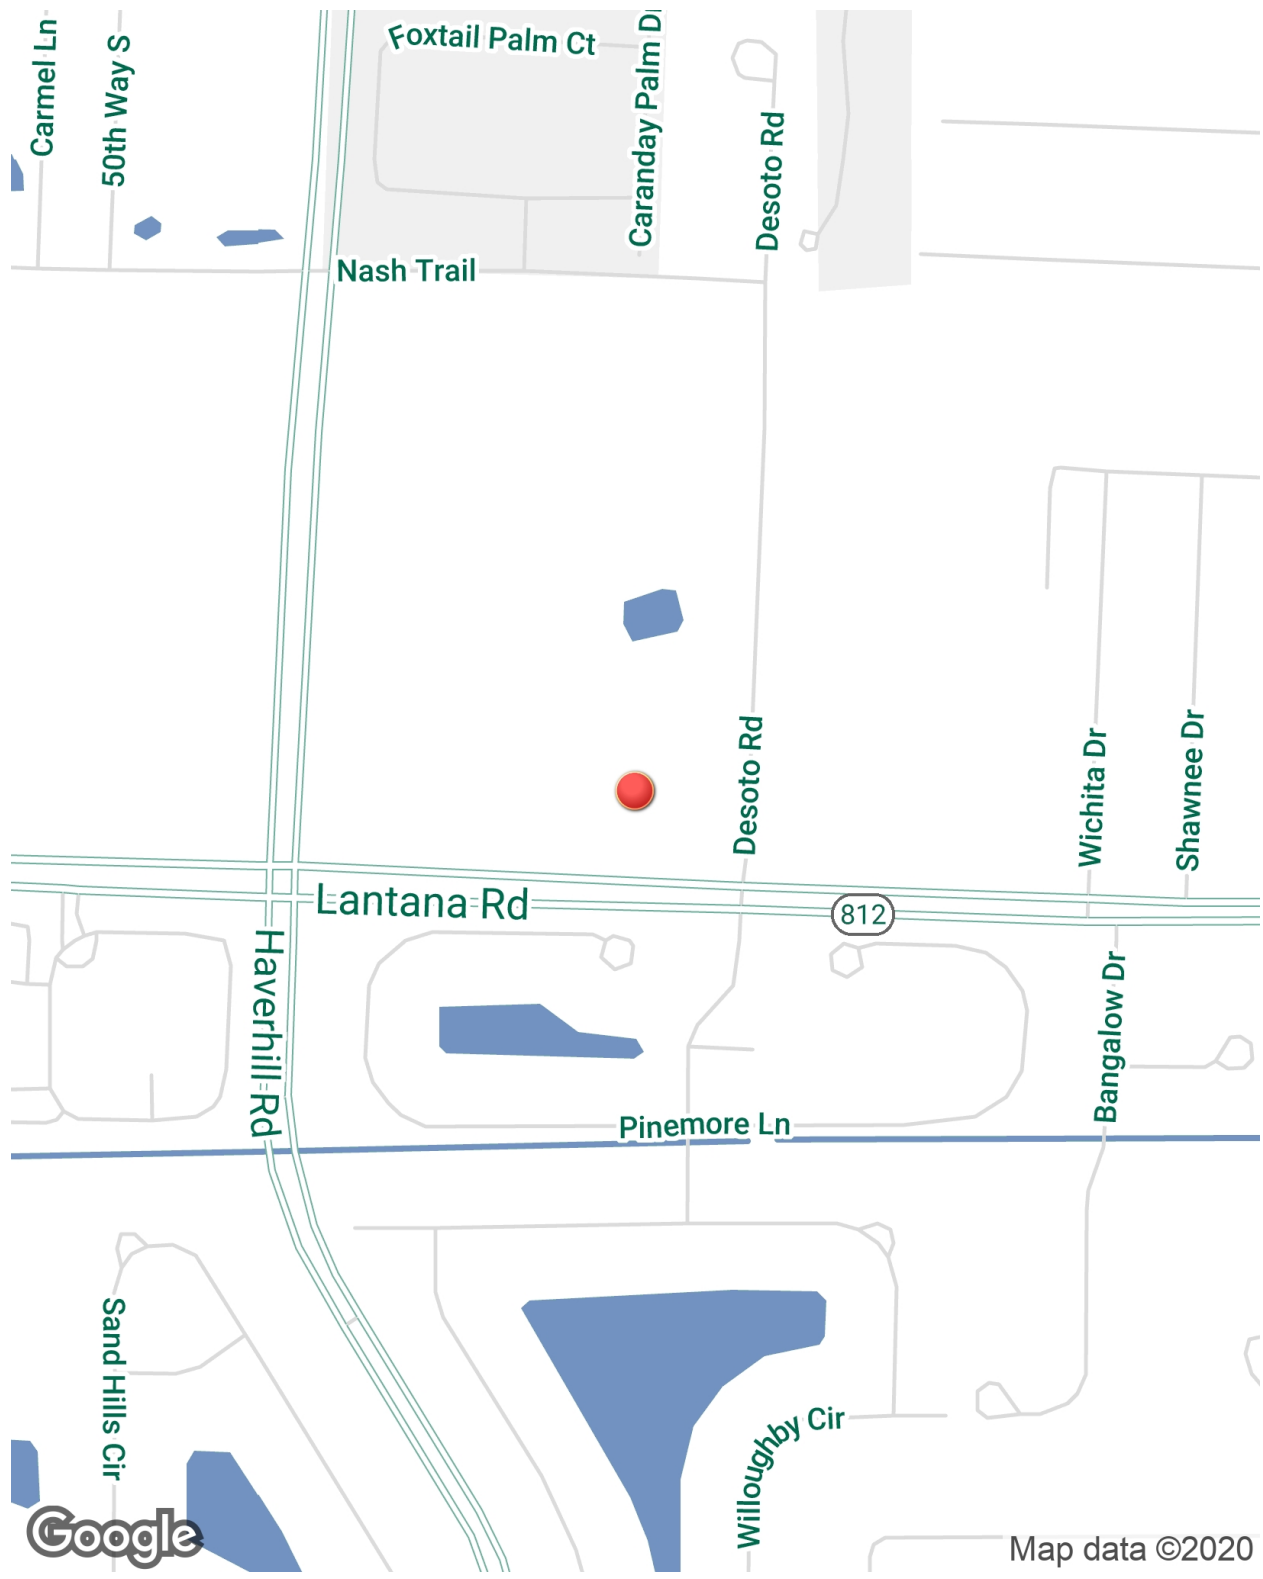 Carmel Ln
50th Way S
Foxtail Palm Ct
Caranday Palm D
Desoto Rd
Nash Trail
Desoto Rd
Wichita Dr
Shawnee Dr
Lantana Rd
812
Haverhill Rd
Bangalow Dr
Pinemore Ln
Sand Hills Cir
Willoughby Cir
Google
Map data ©2020